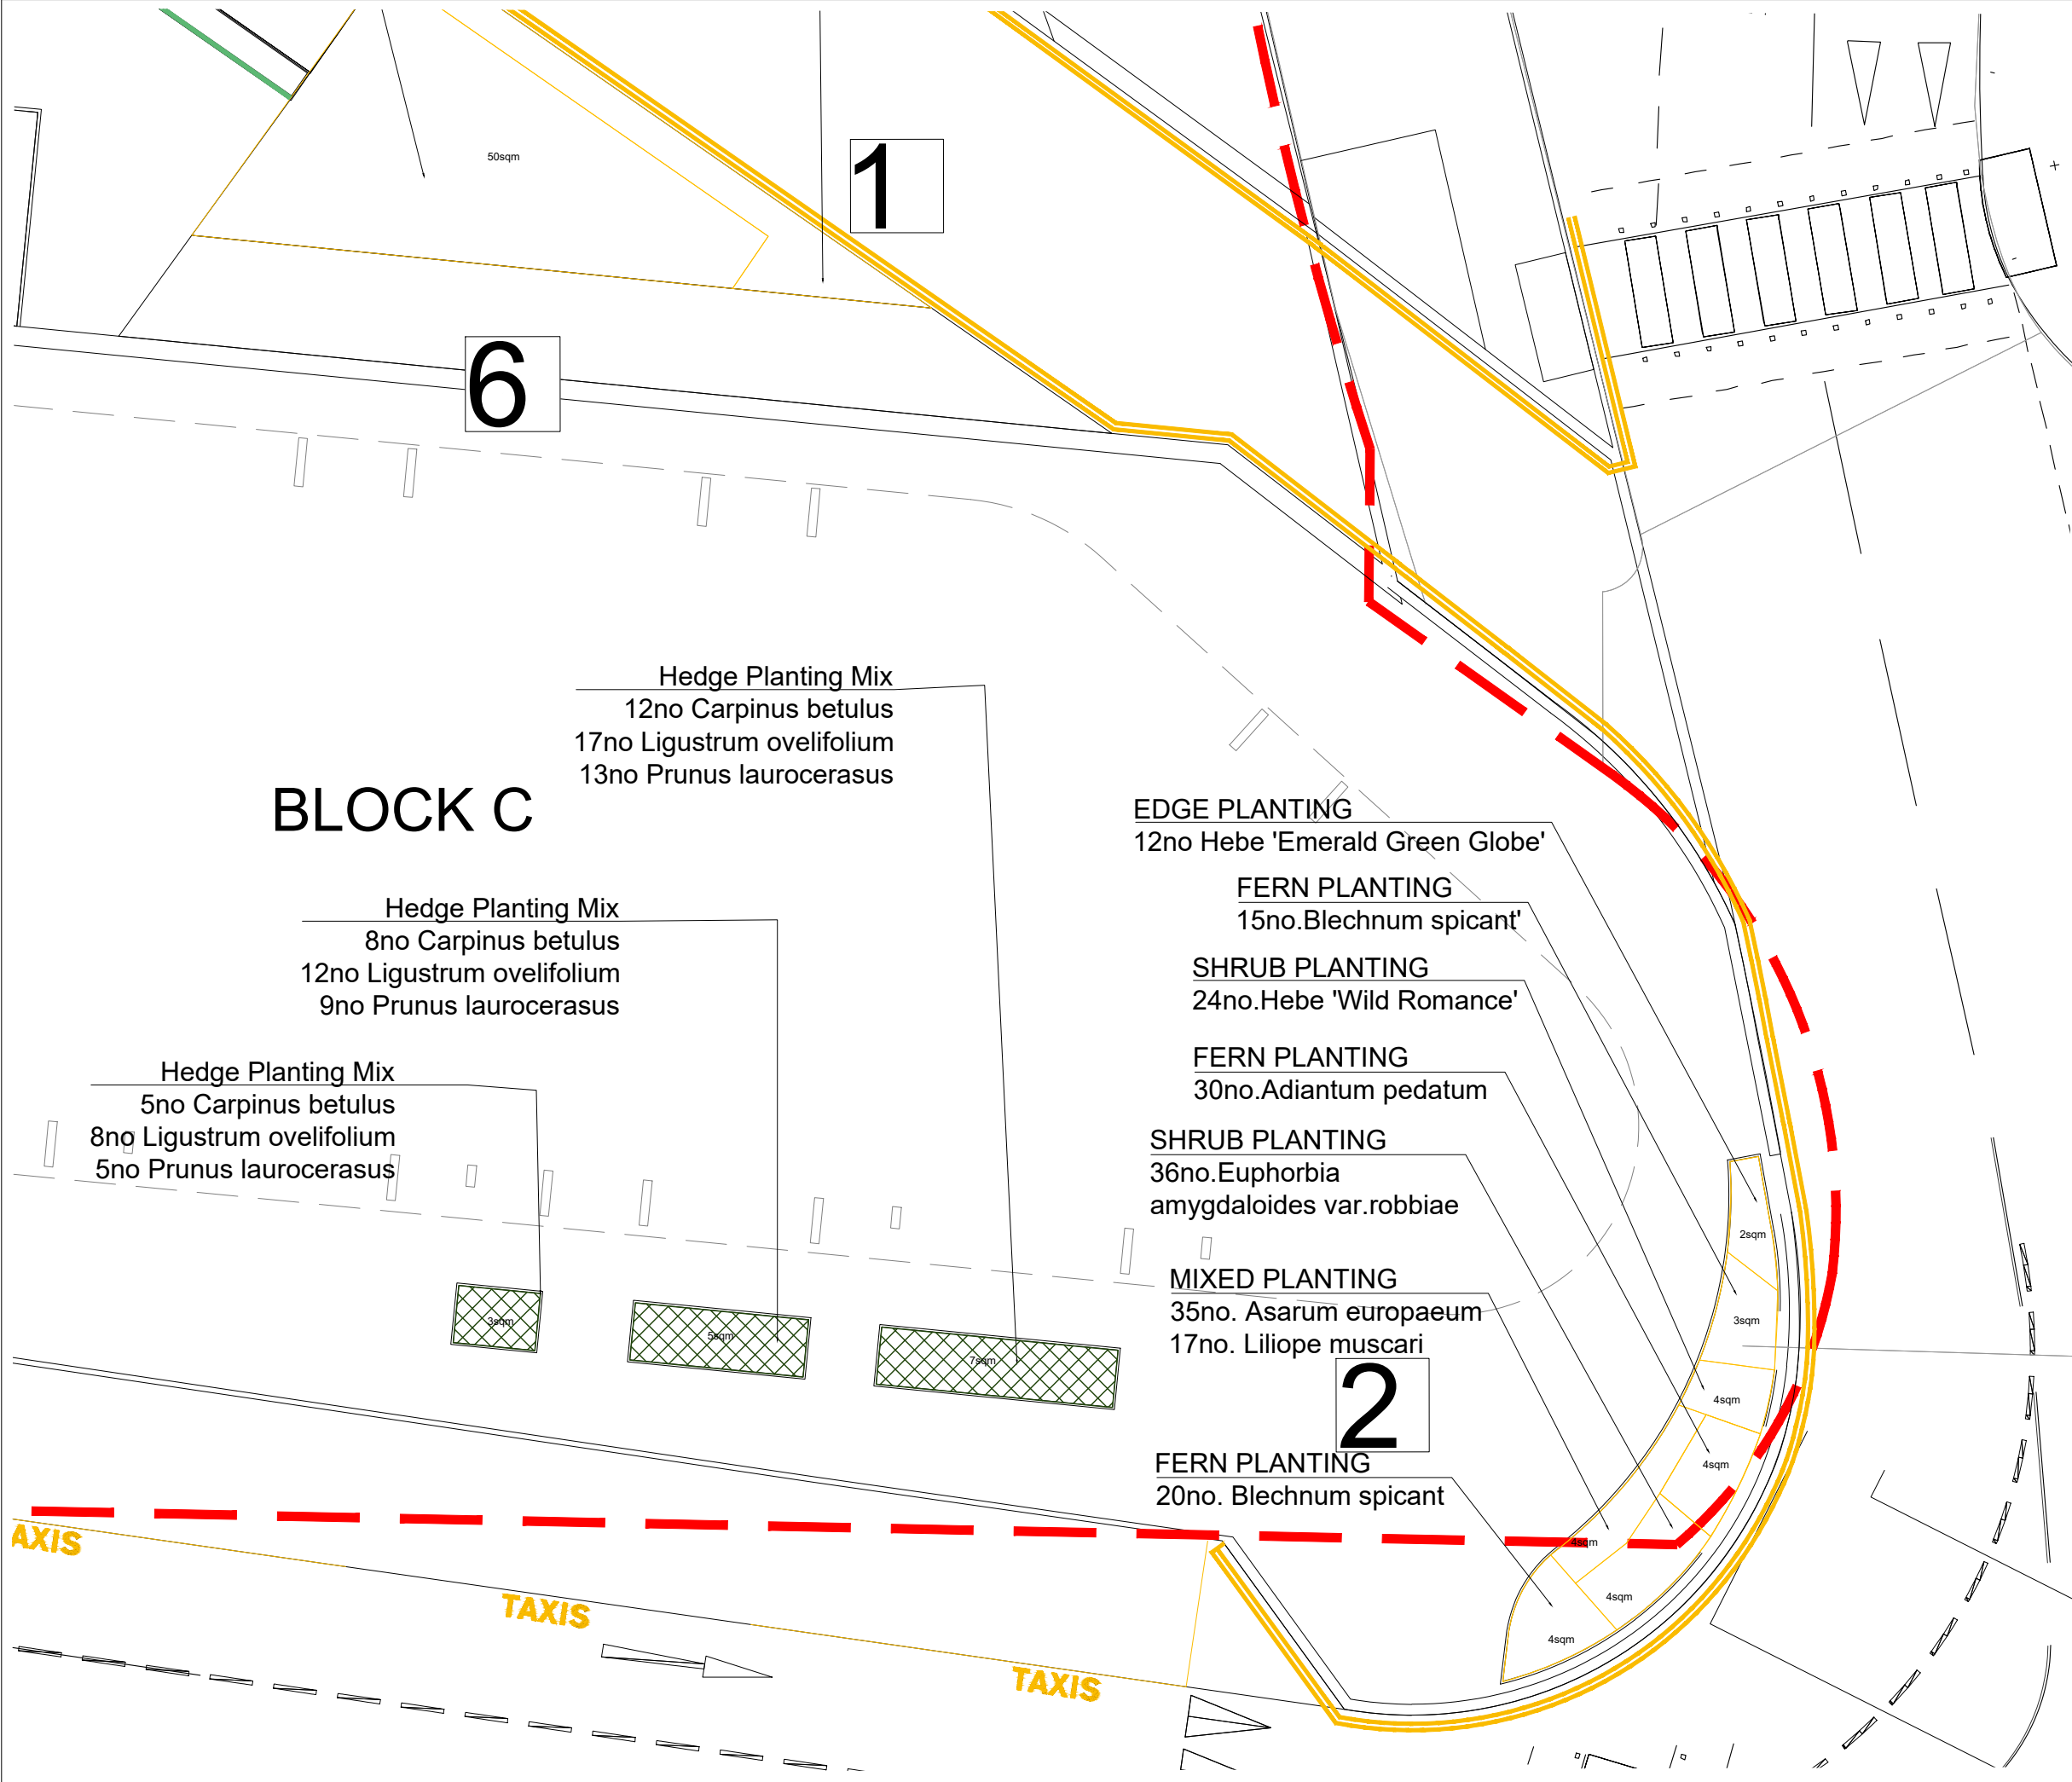 50sqm
1
6
Hedge Planting Mix
12no Carpinus betulus
17no Ligustrum ovelifolium
13no Prunus laurocerasus
BLOCK C
Hedge Planting Mix
8no Carpinus betulus
12no Ligustrum ovelifolium
9no Prunus laurocerasus
Hedge Planting Mix
5no Carpinus betulus
8no Ligustrum ovelifolium
5no Prunus laurocerasus
EDGE PLANTING
12no Hebe 'Emerald Green Globe'
FERN PLANTING
15no.Blechnum spicant'
SHRUB PLANTING
24no.Hebe 'Wild Romance'
FERN PLANTING
30no.Adiantum pedatum
SHRUB PLANTING
36no.Euphorbia
amygdaloides var.robbiae
MIXED PLANTING
35no. Asarum europaeum
17no. Liliope muscari
2
FERN PLANTING
20no. Blechnum spicant
2sqm
3sqm
4sqm
4sqm
4sqm
4sqm
4sqm
3sqm
5sqm
7sqm
AXIS
TAXIS
TAXIS